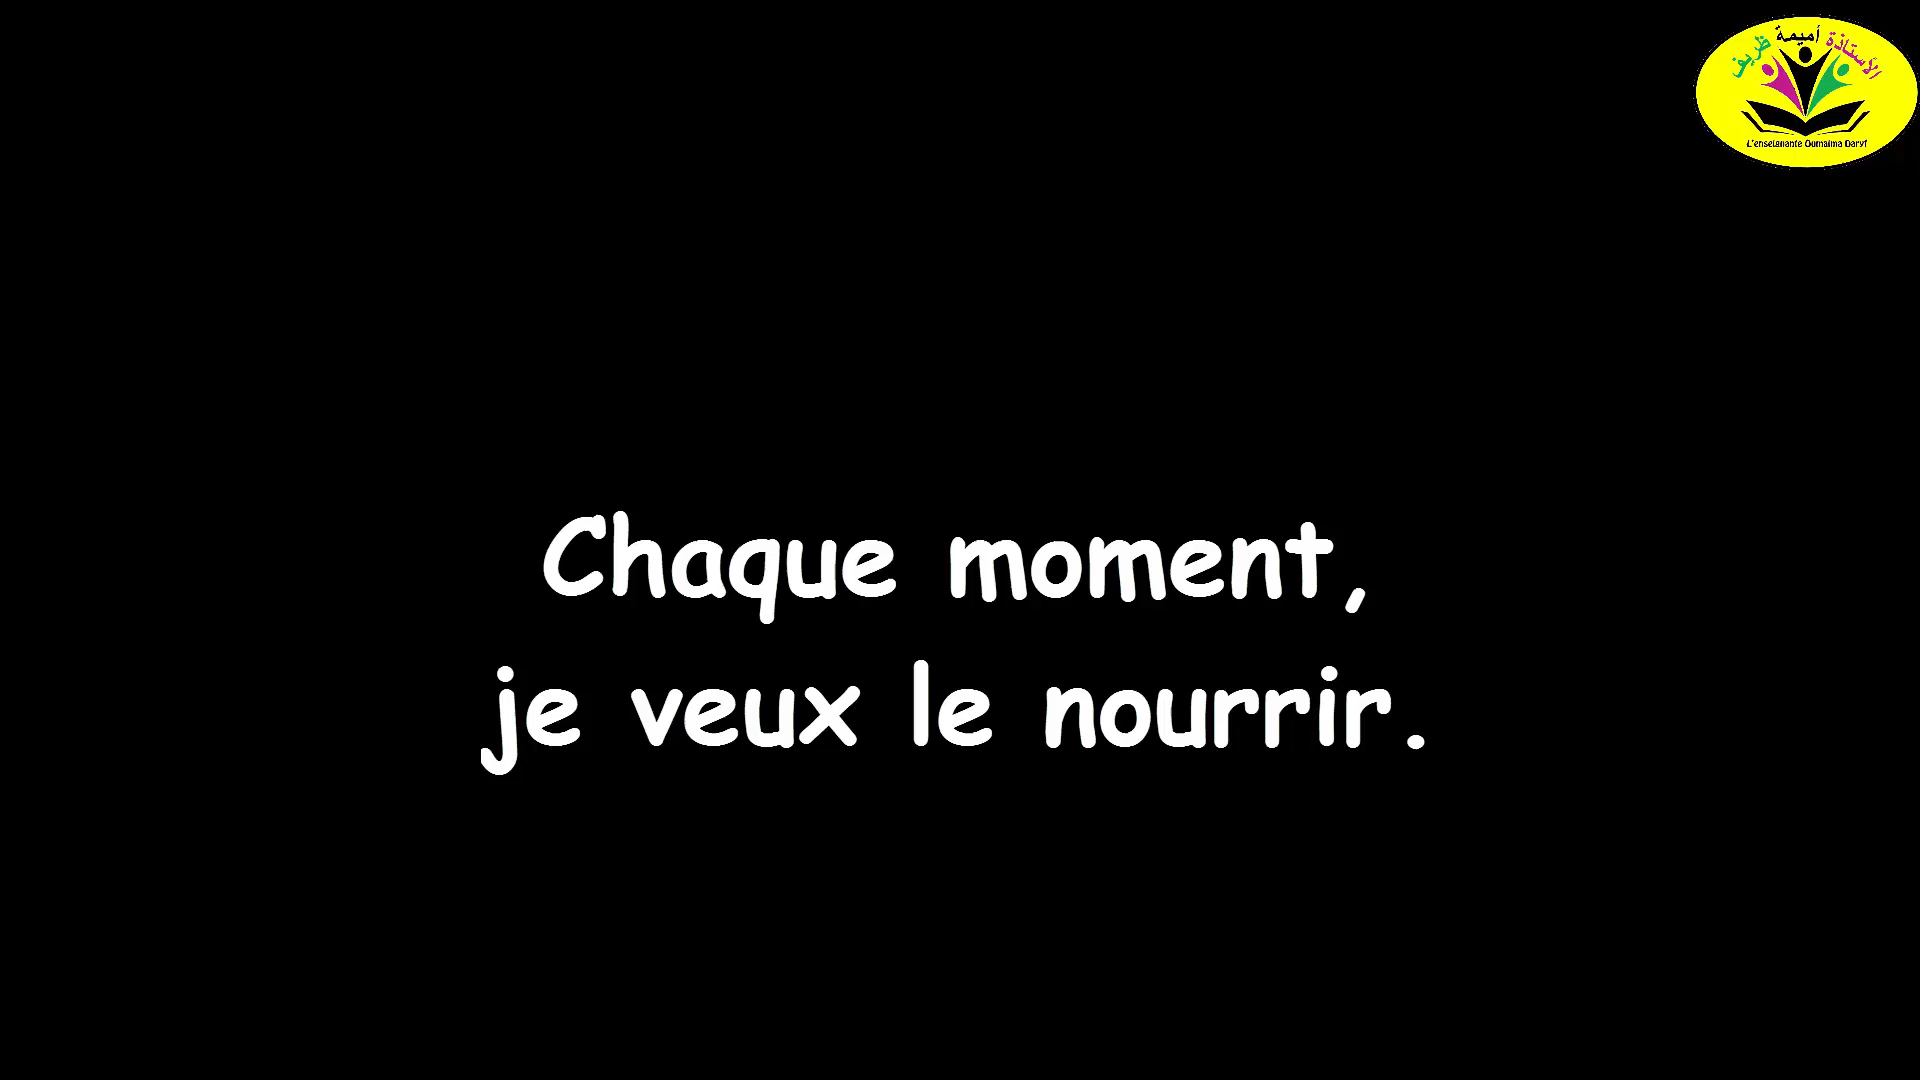 الأستاذة أميمة ظريف
L'enseignante Oumaima Daryf
Chaque moment,
je veux le nourrir.